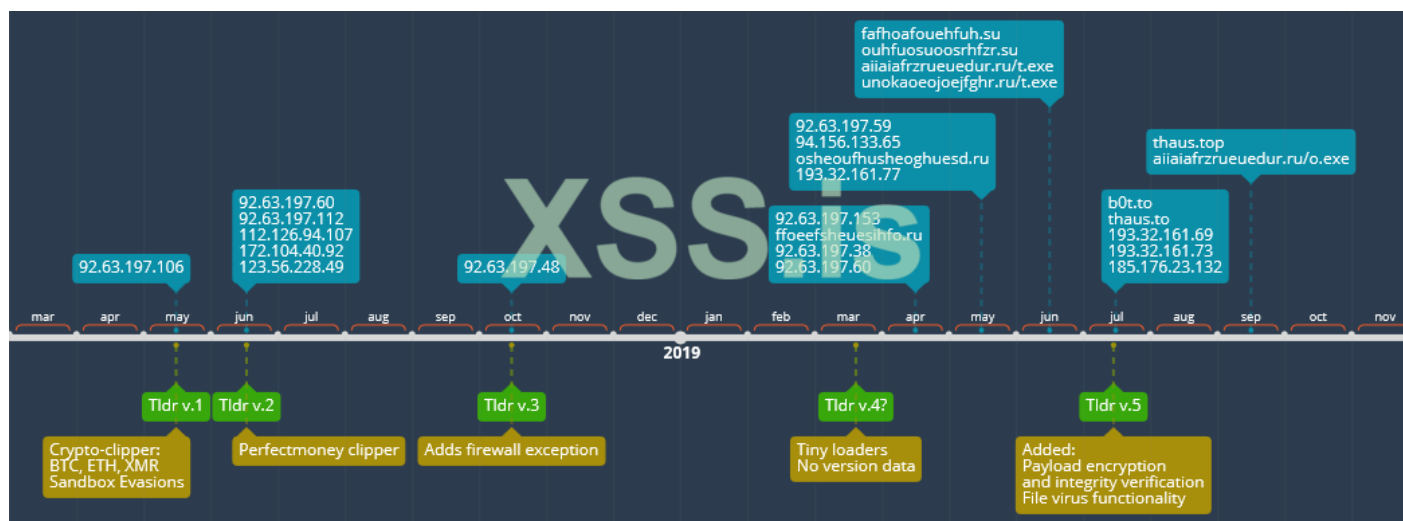 fafhoafouehfuh.su
ouhfuosuoosrhfzr.su
aiiaiafrzrueuedur.ru/t.exe
unokaoeojoejfghr.ru/t.exe
92.63.197.59
94.156.133.65
osheoufhusheoghuesd.ru
193.32.161.77
thaus.top
aiiaiafrzrueuedur.ru/o.exe
XSS.is
92.63.197.60
92.63.197.112
112.126.94.107
172.104.40.92
123.56.228.49
92.63.197.153
ffoeefsheuesihfo.ru
92.63.197.38
92.63.197.60
b0t.to
thaus.to
193.32.161.69
193.32.161.73
185.176.23.132
92.63.197.106
92.63.197.48
mar apr may jun jul aug sep oct nov dec jan feb mar apr may jun jul aug sep oct nov
2019
Tldr v.1
Tldr v.2
Tldr v.3
Tldr v.4?
Tldr v.5
Crypto-clipper:
BTC, ETH, XMR
Sandbox Evasions
Perfectmoney clipper
Adds firewall exception
Tiny loaders
No version data
Added:
Payload encryption
and integrity verification
File virus functionality